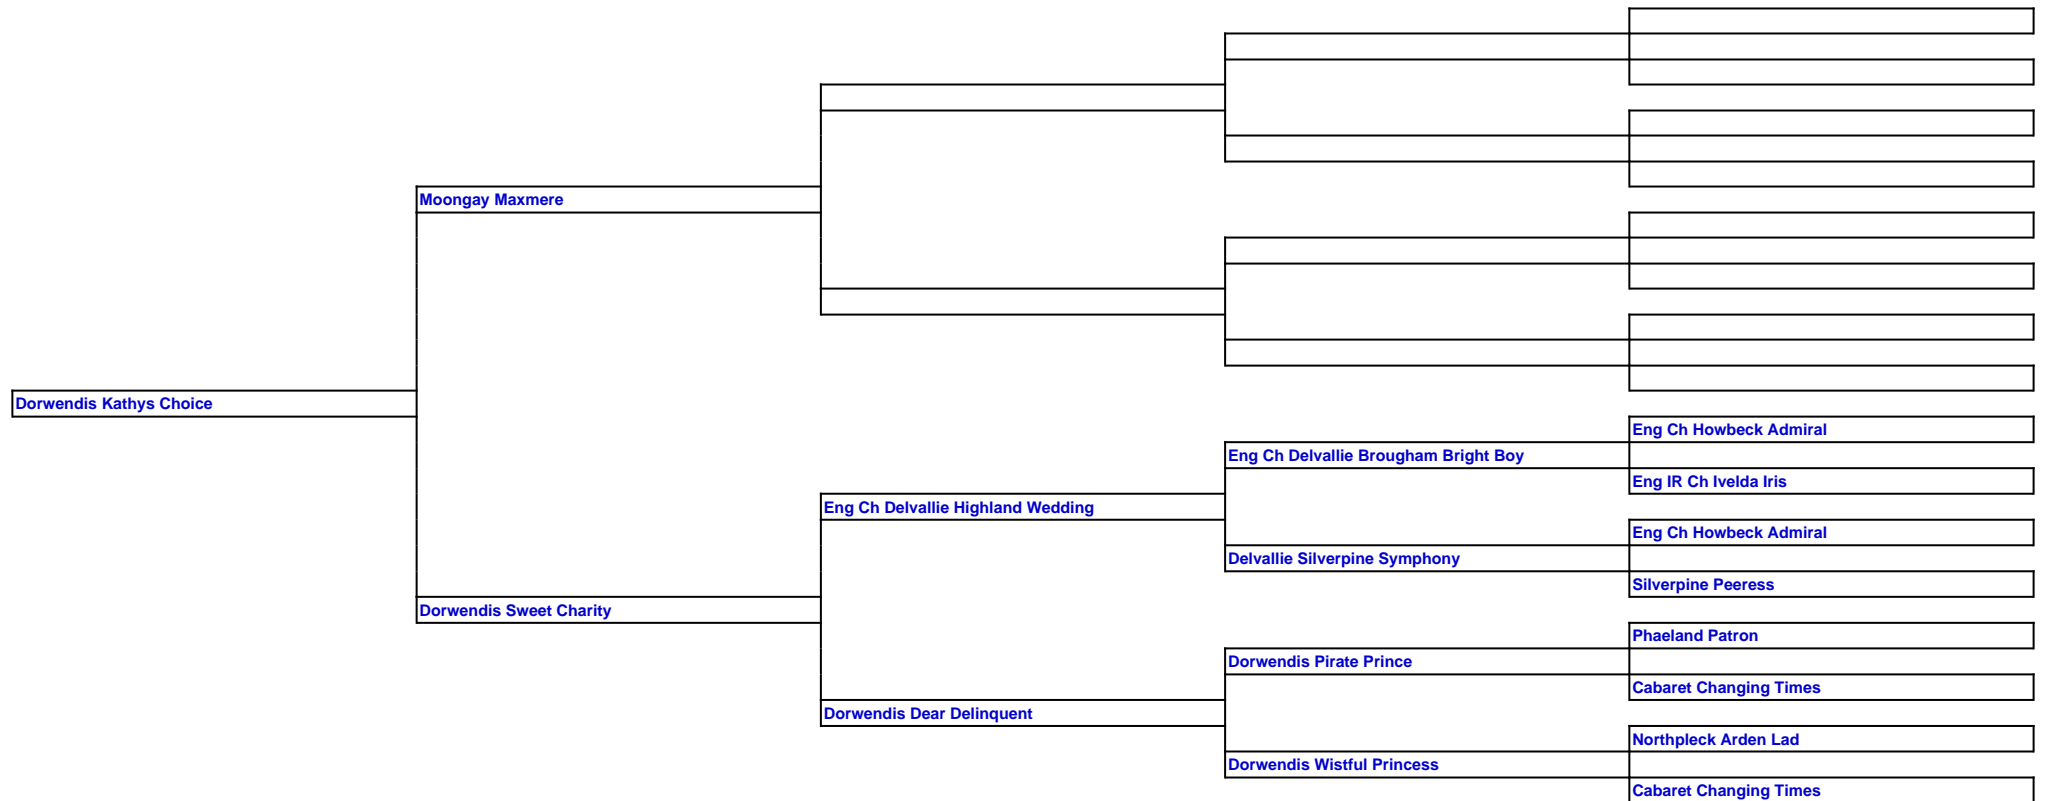 Moongay Maxmere
Dorwendis Kathys Choice
Eng Ch Howbeck Admiral
Eng Ch Delvallie Brougham Bright Boy
Eng IR Ch Ivelda Iris
Eng Ch Delvallie Highland Wedding
Eng Ch Howbeck Admiral
Delvallie Silverpine Symphony
Silverpine Peeress
Dorwendis Sweet Charity
Phaeland Patron
Dorwendis Pirate Prince
Cabaret Changing Times
Dorwendis Dear Delinquent
Northpleck Arden Lad
Dorwendis Wistful Princess
Cabaret Changing Times